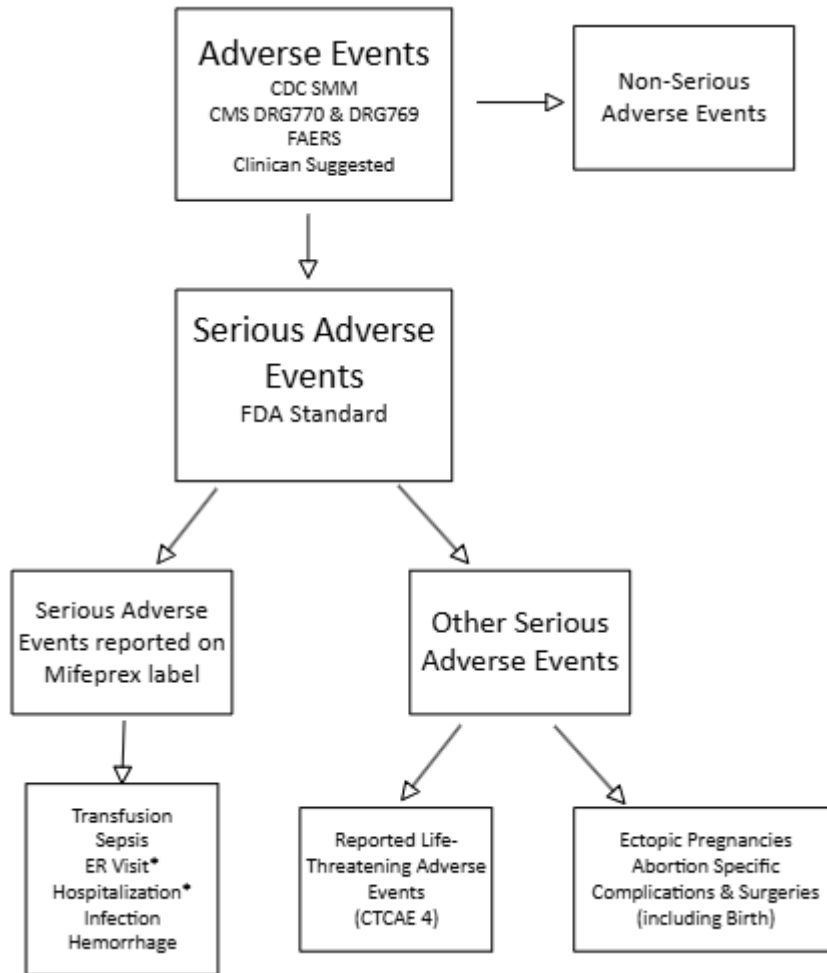 Adverse Events
CDC SMM
CMS DRG770 & DRG769
FAERS
Clinican Suggested
Non-Serious
Adverse Events
Serious Adverse
Events
FDA Standard
Serious Adverse
Events reported on
Mifeprex label
Other Serious
Adverse Events
Transfusion
Sepsis
ER Visit*
Hospitalization*
Infection
Hemorrhage
Reported Life-
Threatening Adverse
Events
(CTCAE 4)
Ectopic Pregnancies
Abortion Specific
Complications & Surgeries
(including Birth)